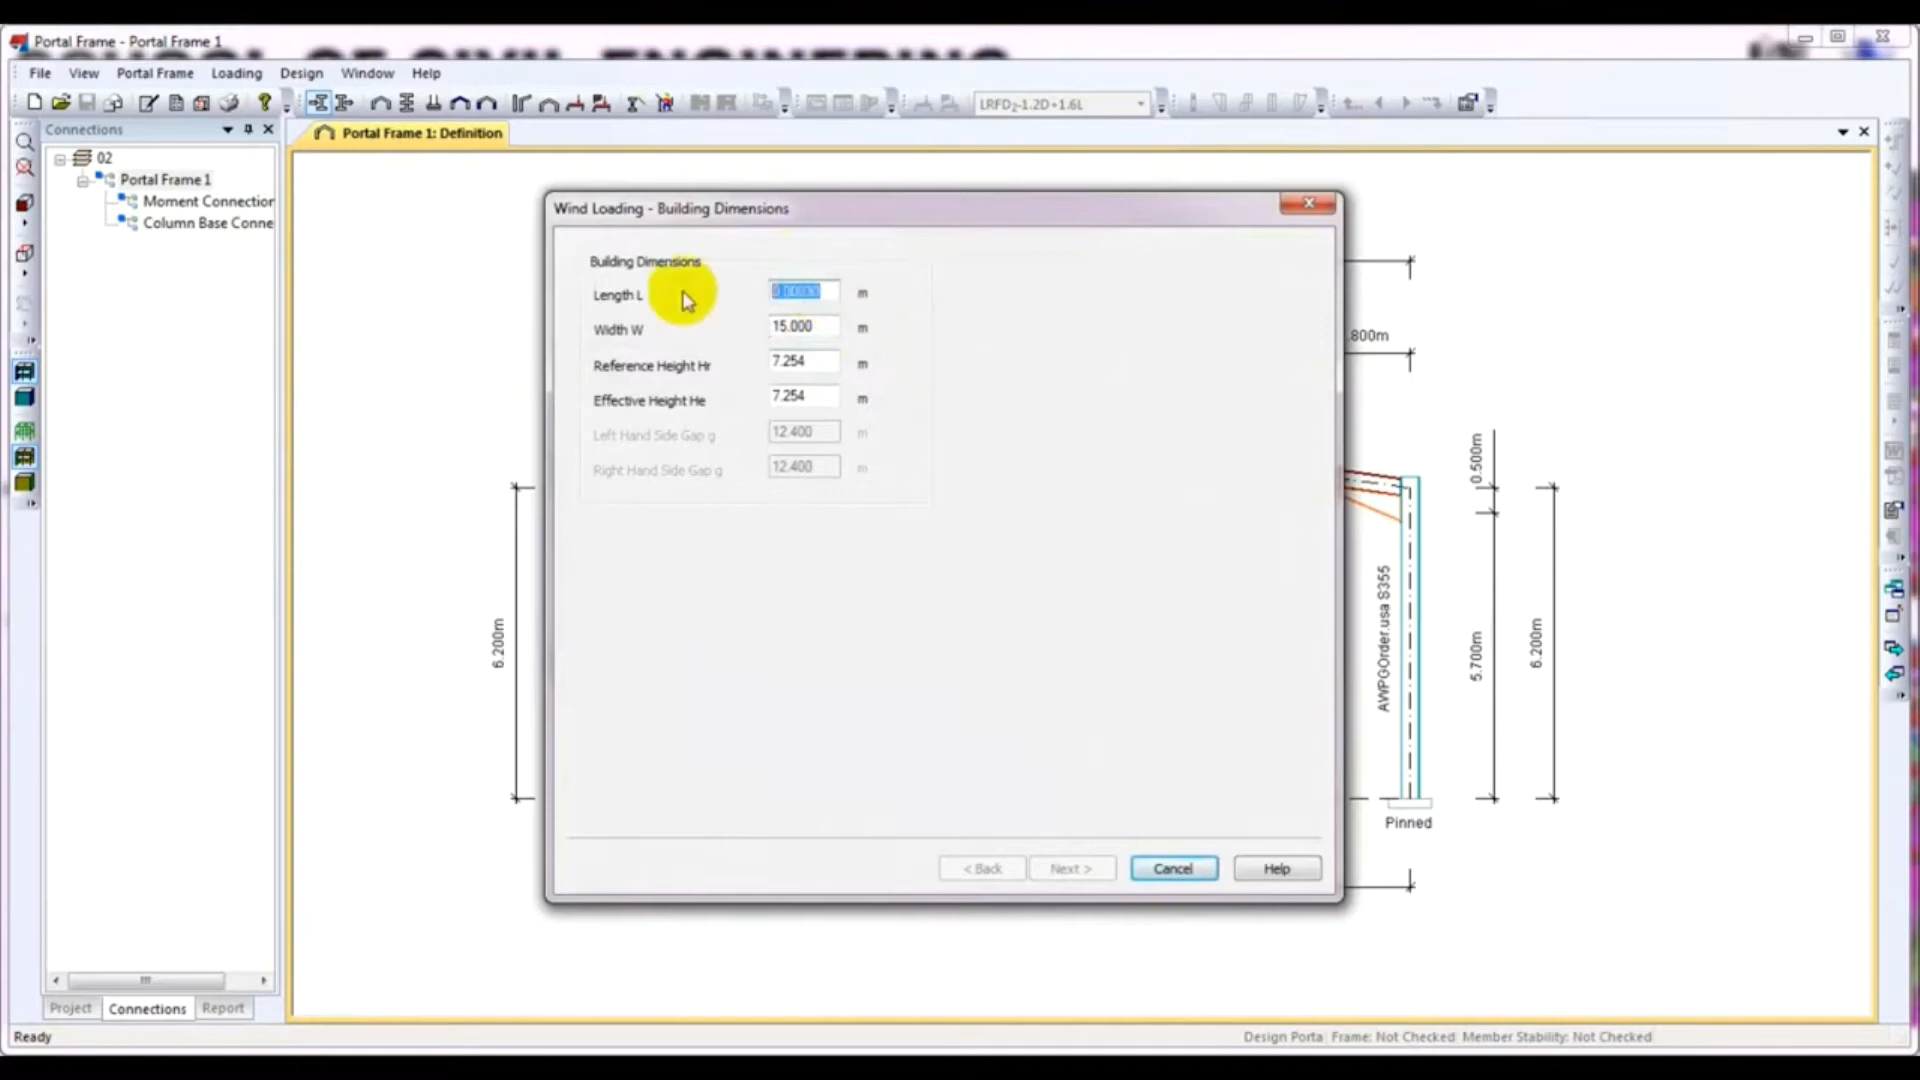 Portal Frame - Portal Frame 1
File View Portal Frame Loading Design Window Help
LRFD2-1.2D+1.6L
Connections
Portal Frame 1: Definition
02
Portal Frame 1
Moment Connection
Column Base Conne
Wind Loading - Building Dimensions
Building Dimensions
Length L m
Width W 15.000 m
Reference Height Hr 7.254 m
Effective Height He 7.254 m
Left Hand Side Gap g 12.400 m
Right Hand Side Gap g 12.400 m
< Back Next > Cancel Help
.800m
0.500m
6.200m
AWPGOrder.usa 8355
5.700m
6.200m
Pinned
Project Connections Report
Ready
Design Porta Frame: Not Checked Member Stability: Not Checked